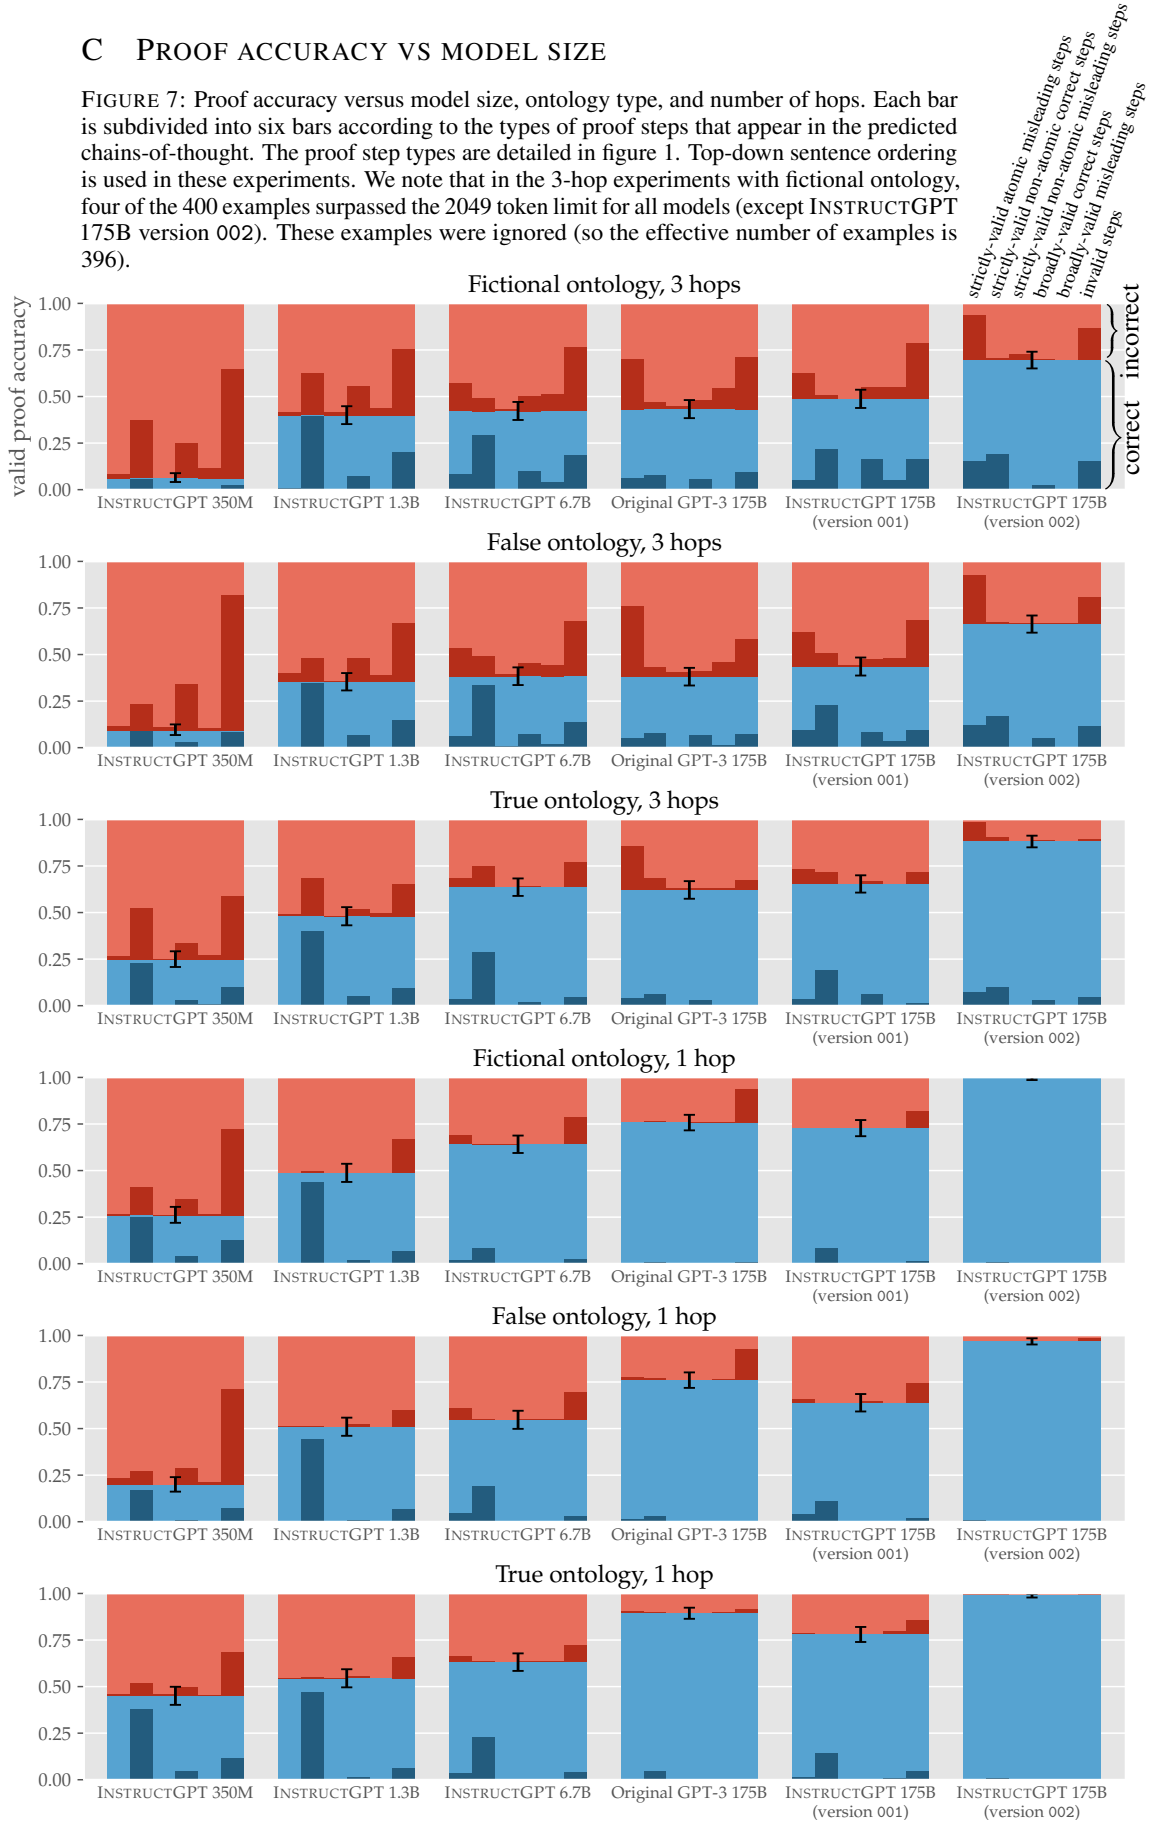 C PROOF ACCURACY VS MODEL SIZE
FIGURE 7: Proof accuracy versus model size, ontology type, and number of hops. Each bar
is subdivided into six bars according to the types of proof steps that appear in the predicted
chains-of-thought. The proof step types are detailed in figure 1. Top-down sentence ordering
is used in these experiments. We note that in the 3-hop experiments with fictional ontology,
four of the 400 examples surpassed the 2049 token limit for all models (except INSTRUCTGPT
175B version 002). These examples were ignored (so the effective number of examples is
396).
strictly-valid atomic misleading steps
strictly-valid non-atomic correct steps
strictly-valid non-atomic misleading steps
broadly-valid correct steps
broadly-valid misleading steps
invalid steps
Fictional ontology, 3 hops
valid proof accuracy
1.00
0.75
0.50
0.25
0.00
incorrect
correct
INSTRUCTGPT 350M INSTRUCTGPT 1.3B INSTRUCTGPT 6.7B Original GPT-3 175B INSTRUCTGPT 175B INSTRUCTGPT 175B
(version 001) (version 002)
False ontology, 3 hops
1.00
0.75
0.50
0.25
0.00
INSTRUCTGPT 350M INSTRUCTGPT 1.3B INSTRUCTGPT 6.7B Original GPT-3 175B INSTRUCTGPT 175B INSTRUCTGPT 175B
(version 001) (version 002)
True ontology, 3 hops
1.00
0.75
0.50
0.25
0.00
INSTRUCTGPT 350M INSTRUCTGPT 1.3B INSTRUCTGPT 6.7B Original GPT-3 175B INSTRUCTGPT 175B INSTRUCTGPT 175B
(version 001) (version 002)
Fictional ontology, 1 hop
1.00
0.75
0.50
0.25
0.00
INSTRUCTGPT 350M INSTRUCTGPT 1.3B INSTRUCTGPT 6.7B Original GPT-3 175B INSTRUCTGPT 175B INSTRUCTGPT 175B
(version 001) (version 002)
False ontology, 1 hop
1.00
0.75
0.50
0.25
0.00
INSTRUCTGPT 350M INSTRUCTGPT 1.3B INSTRUCTGPT 6.7B Original GPT-3 175B INSTRUCTGPT 175B INSTRUCTGPT 175B
(version 001) (version 002)
True ontology, 1 hop
1.00
0.75
0.50
0.25
0.00
INSTRUCTGPT 350M INSTRUCTGPT 1.3B INSTRUCTGPT 6.7B Original GPT-3 175B INSTRUCTGPT 175B INSTRUCTGPT 175B
(version 001) (version 002)